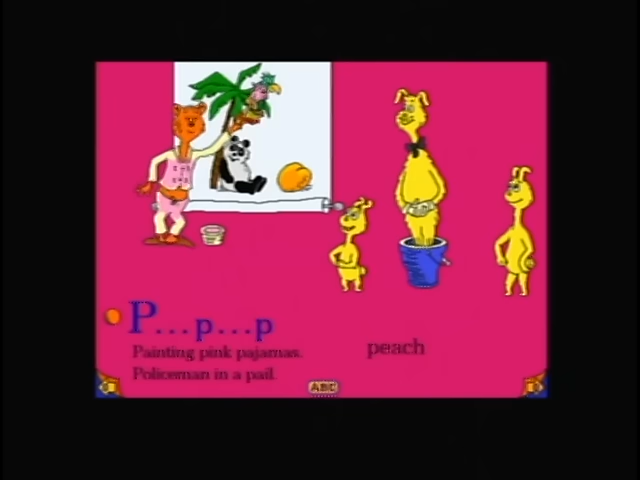 P...p...p
Painting pink pajamas.
Policeman in a pail.
peach
ABC